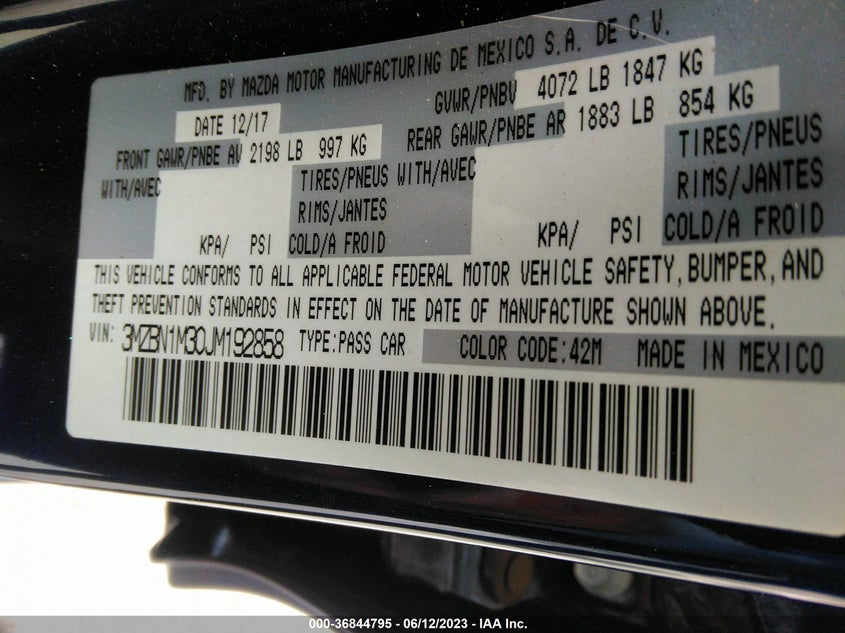 MFD. BY MAZDA MOTOR MANUFACTURING DE MEXICO S.A. DE C.V.
DATE 12/17 GVWR/PNBV 4072 LB 1847 KG
FRONT GAWR/PNBE AV 2198 LB 997 KG REAR GAWR/PNBE AR 1883 LB 854 KG
WITH/AVEC TIRES/PNEUS WITH/AVEC TIRES/PNEUS
RIMS/JANTES RIMS/JANTES
KPA/ PSI COLD/A FROID KPA/ PSI COLD/A FROID
THIS VEHICLE CONFORMS TO ALL APPLICABLE FEDERAL MOTOR VEHICLE SAFETY, BUMPER, AND
THEFT PREVENTION STANDARDS IN EFFECT ON THE DATE OF MANUFACTURE SHOWN ABOVE.
VIN: 3MZBN1M30JM192858 TYPE:PASS CAR COLOR CODE:42M MADE IN MEXICO
000-36844795 - 06/12/2023 - IAA Inc.